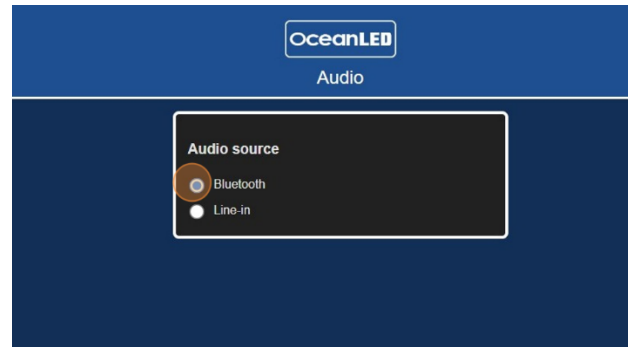 OceanLED
Audio
Audio source
Bluetooth
Line-in